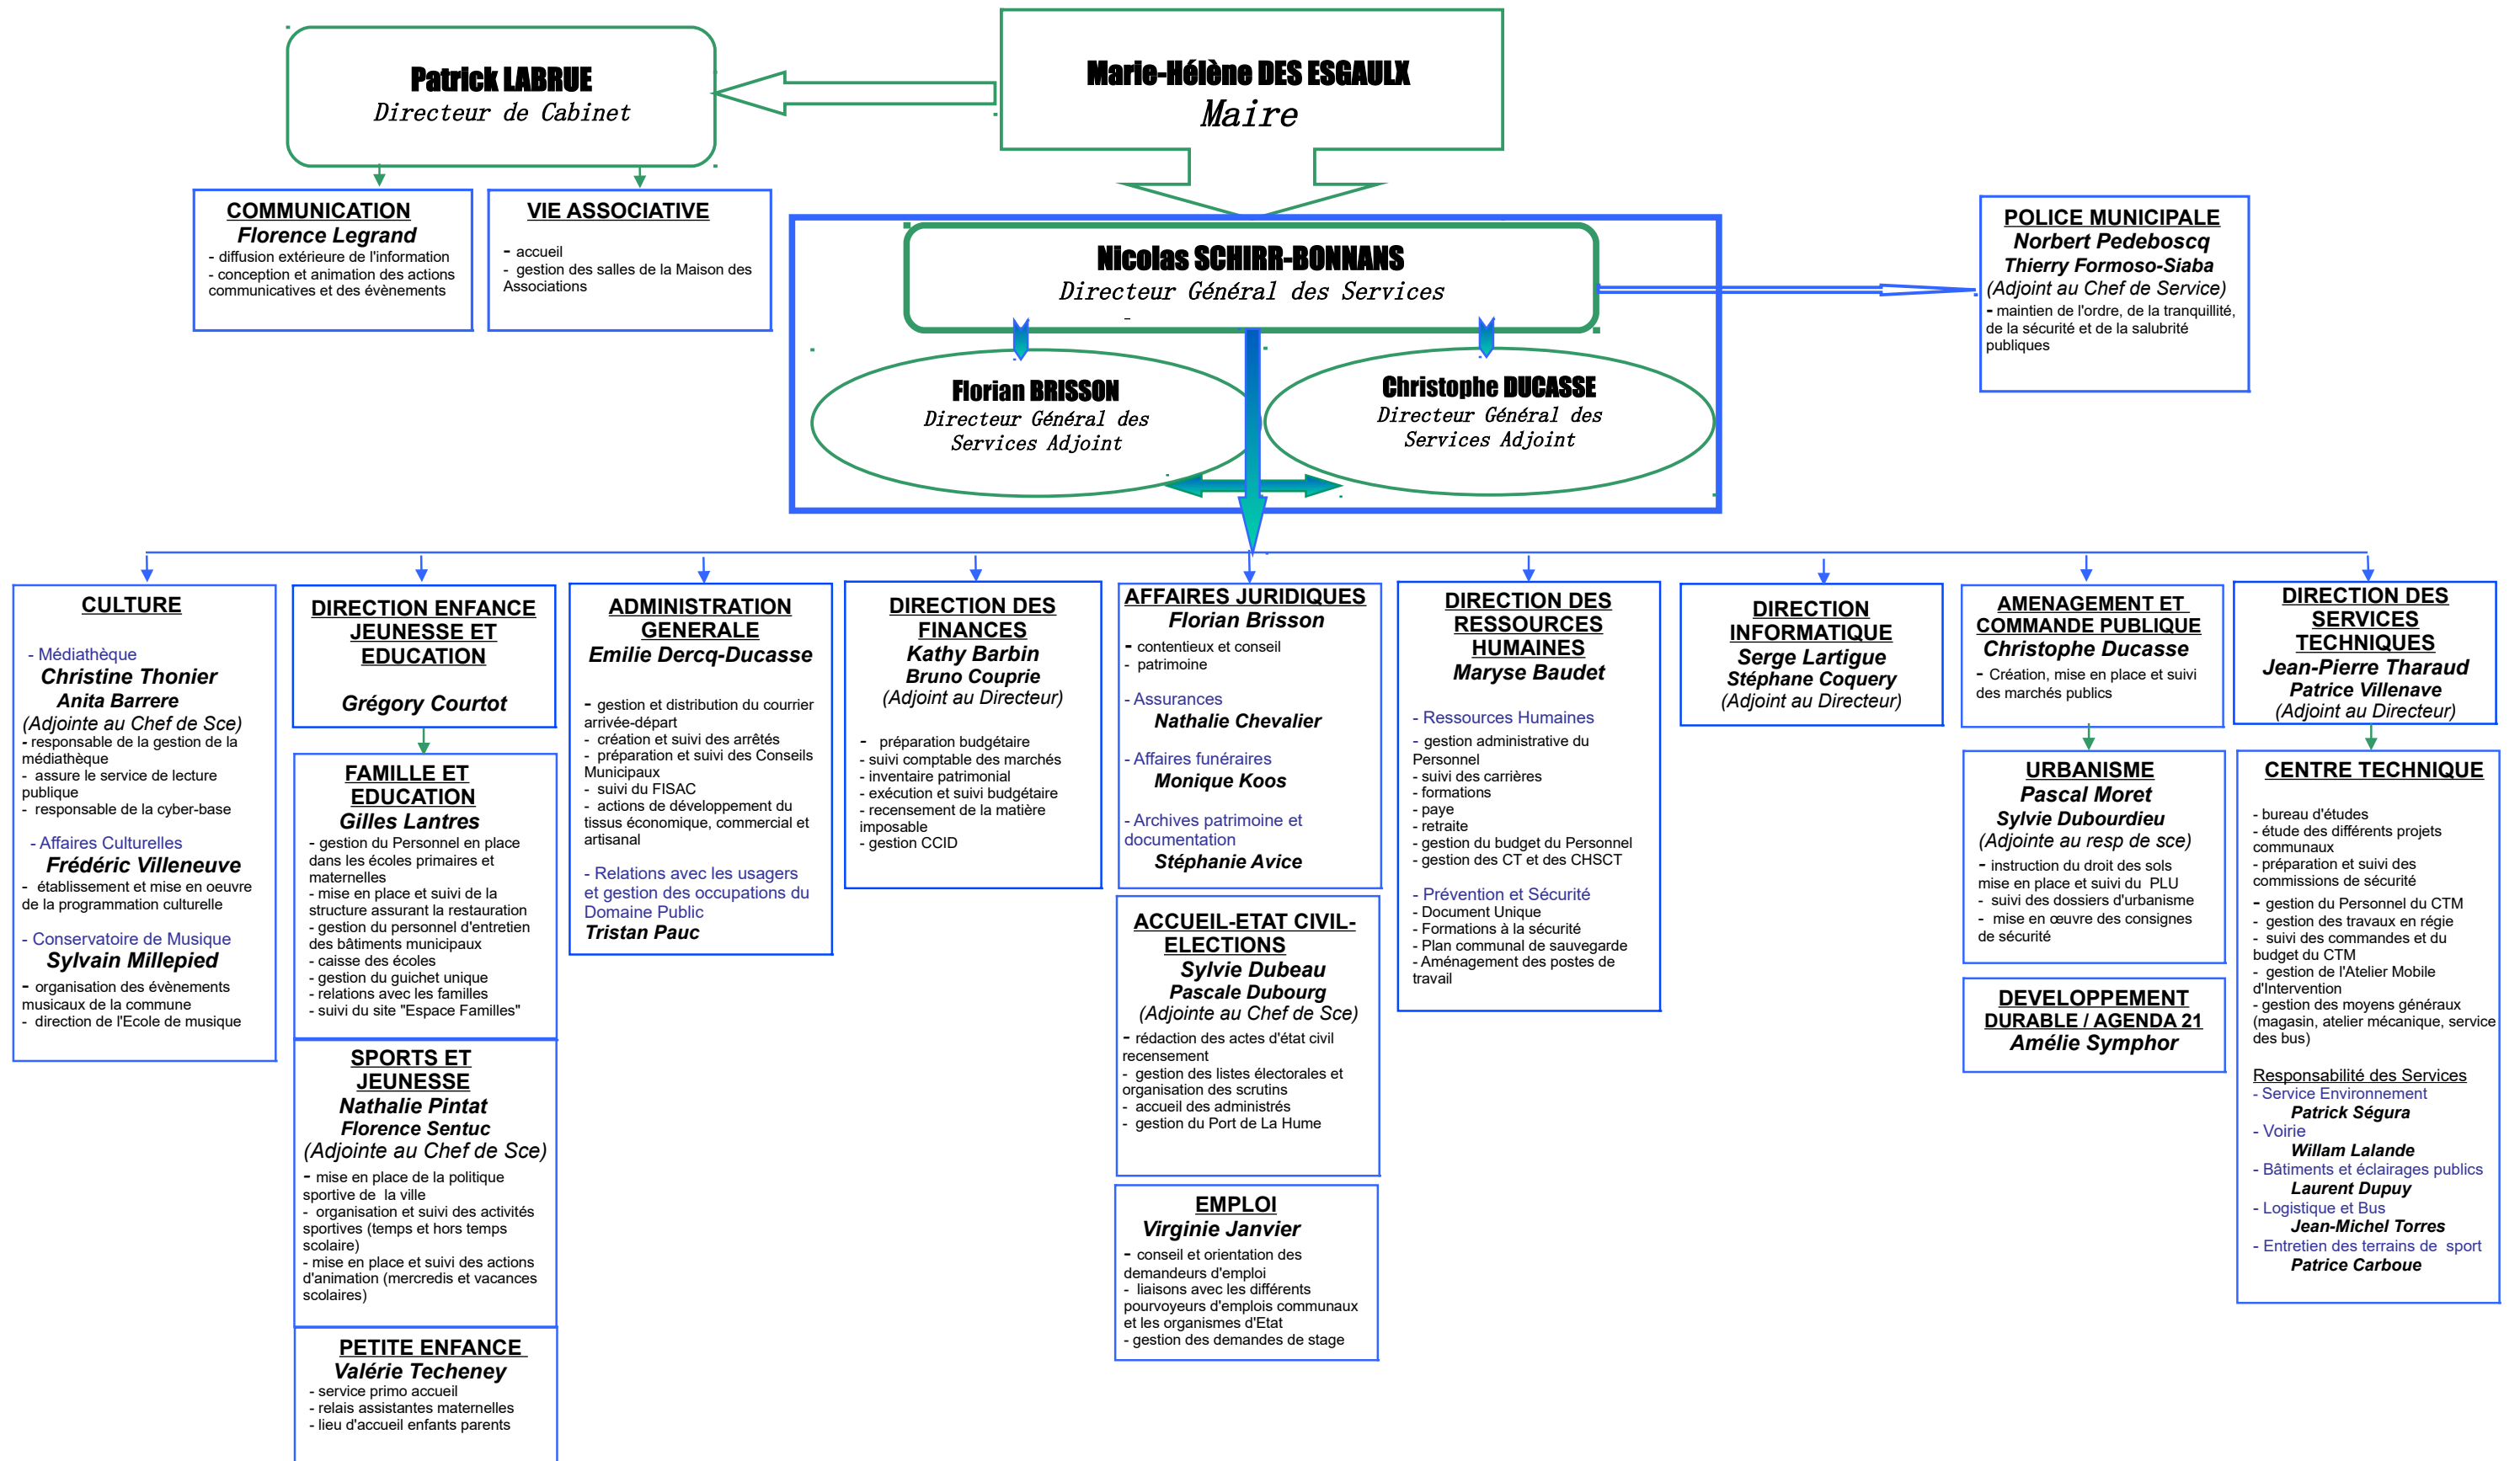 Patrick LABRUE
Directeur de Cabinet
Marie-Hélène DES ESGAULX
Maire
COMMUNICATION
Florence Legrand
- diffusion extérieure de l'information
- conception et animation des actions
communicatives et des évènements
VIE ASSOCIATIVE
- accueil
- gestion des salles de la Maison des
Associations
Nicolas SCHIRR-BONNANS
Directeur Général des Services
-
Florian BRISSON
Directeur Général des
Services Adjoint
Christophe DUCASSE
Directeur Général des
Services Adjoint
POLICE MUNICIPALE
Norbert Pedeboscq
Thierry Formoso-Siaba
(Adjoint au Chef de Service)
- maintien de l'ordre, de la tranquillité,
de la sécurité et de la salubrité
publiques
CULTURE
- Médiathèque
Christine Thonier
Anita Barrere
(Adjointe au Chef de Sce)
- responsable de la gestion de la
médiathèque
- assure le service de lecture
publique
- responsable de la cyber-base
- Affaires Culturelles
Frédéric Villeneuve
- établissement et mise en oeuvre
de la programmation culturelle
- Conservatoire de Musique
Sylvain Millepied
- organisation des évènements
musicaux de la commune
- direction de l'Ecole de musique
DIRECTION ENFANCE
JEUNESSE ET
EDUCATION
Grégory Courtot
FAMILLE ET
EDUCATION
Gilles Lantres
- gestion du Personnel en place
dans les écoles primaires et
maternelles
- mise en place et suivi de la
structure assurant la restauration
- gestion du personnel d'entretien
des bâtiments municipaux
- caisse des écoles
- gestion du guichet unique
- relations avec les familles
- suivi du site "Espace Familles"
SPORTS ET
JEUNESSE
Nathalie Pintat
Florence Sentuc
(Adjointe au Chef de Sce)
- mise en place de la politique
sportive de la ville
- organisation et suivi des activités
sportives (temps et hors temps
scolaire)
- mise en place et suivi des actions
d'animation (mercredis et vacances
scolaires)
PETITE ENFANCE
Valérie Techeney
- service primo accueil
- relais assistantes maternelles
- lieu d'accueil enfants parents
ADMINISTRATION
GENERALE
Emilie Dercq-Ducasse
- gestion et distribution du courrier
arrivée-départ
- création et suivi des arrêtés
- préparation et suivi des Conseils
Municipaux
- suivi du FISAC
- actions de développement du
tissus économique, commercial et
artisanal
- Relations avec les usagers
et gestion des occupations du
Domaine Public
Tristan Pauc
DIRECTION DES
FINANCES
Kathy Barbin
Bruno Couprie
(Adjoint au Directeur)
- préparation budgétaire
- suivi comptable des marchés
- inventaire patrimonial
- exécution et suivi budgétaire
- recensement de la matière
imposable
- gestion CCID
AFFAIRES JURIDIQUES
Florian Brisson
- contentieux et conseil
- patrimoine
- Assurances
Nathalie Chevalier
- Affaires funéraires
Monique Koos
- Archives patrimoine et
documentation
Stéphanie Avice
ACCUEIL-ETAT CIVIL-
ELECTIONS
Sylvie Dubeau
Pascale Dubourg
(Adjointe au Chef de Sce)
- rédaction des actes d'état civil
recensement
- gestion des listes électorales et
organisation des scrutins
- accueil des administrés
- gestion du Port de La Hume
EMPLOI
Virginie Janvier
- conseil et orientation des
demandeurs d'emploi
- liaisons avec les différents
pourvoyeurs d'emplois communaux
et les organismes d'Etat
- gestion des demandes de stage
DIRECTION DES
RESSOURCES
HUMAINES
Maryse Baudet
- Ressources Humaines
- gestion administrative du
Personnel
- suivi des carrières
- formations
- paye
- retraite
- gestion du budget du Personnel
- gestion des CT et des CHSCT
- Prévention et Sécurité
- Document Unique
- Formations à la sécurité
- Plan communal de sauvegarde
- Aménagement des postes de
travail
DIRECTION
INFORMATIQUE
Serge Lartigue
Stéphane Coquery
(Adjoint au Directeur)
AMENAGEMENT ET
COMMANDE PUBLIQUE
Christophe Ducasse
- Création, mise en place et suivi
des marchés publics
URBANISME
Pascal Moret
Sylvie Dubourdieu
(Adjointe au resp de sce)
- instruction du droit des sols
mise en place et suivi du PLU
- suivi des dossiers d'urbanisme
- mise en œuvre des consignes
de sécurité
DEVELOPPEMENT
DURABLE / AGENDA 21
Amélie Symphor
DIRECTION DES
SERVICES
TECHNIQUES
Jean-Pierre Tharaud
Patrice Villenave
(Adjoint au Directeur)
CENTRE TECHNIQUE
- bureau d'études
- étude des différents projets
communaux
- préparation et suivi des
commissions de sécurité
- gestion du Personnel du CTM
- gestion des travaux en régie
- suivi des commandes et du
budget du CTM
- gestion de l'Atelier Mobile
d'Intervention
- gestion des moyens généraux
(magasin, atelier mécanique, service
des bus)
Responsabilité des Services
- Service Environnement
Patrick Ségura
- Voirie
Willam Lalande
- Bâtiments et éclairages publics
Laurent Dupuy
- Logistique et Bus
Jean-Michel Torres
- Entretien des terrains de sport
Patrice Carboue